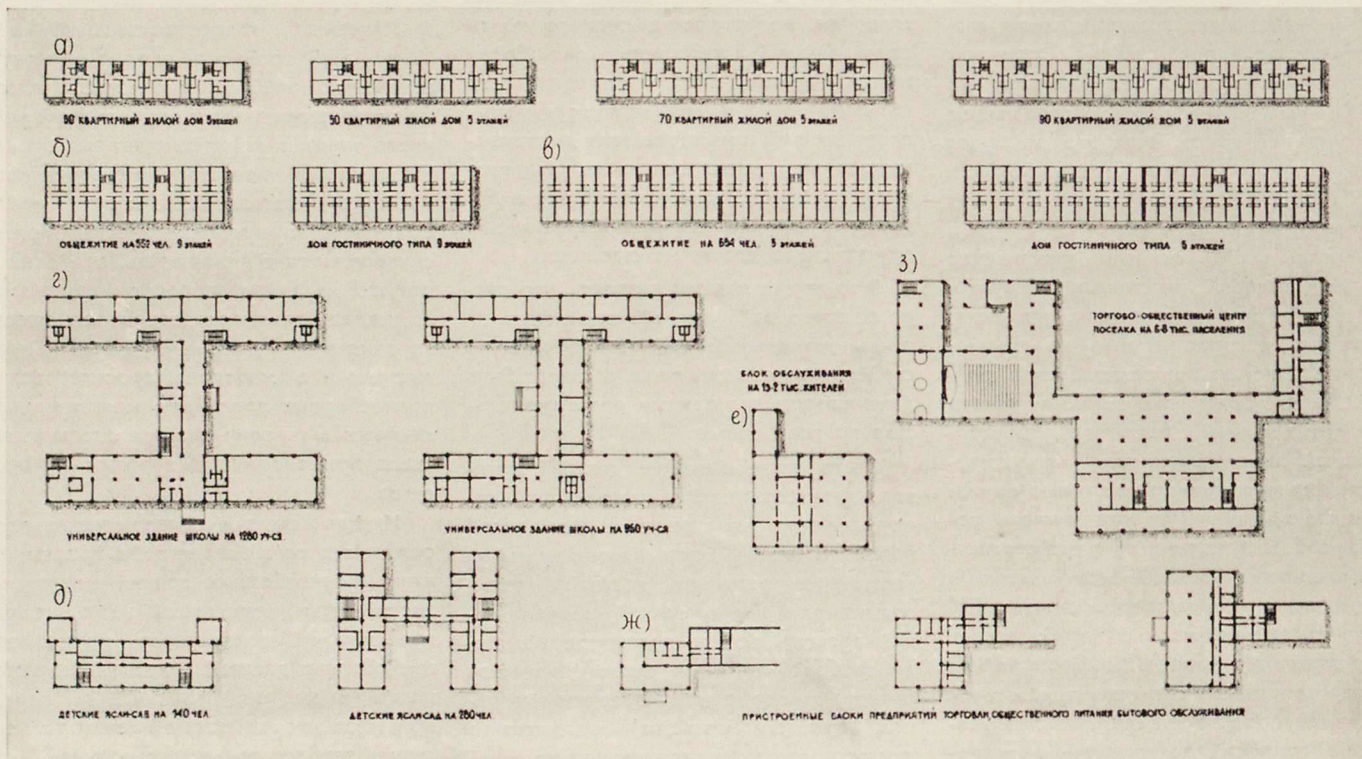 а)
80 КВАРТИРНЫЙ ЖИЛОЙ ДОМ 5 этажей
50 КВАРТИРНЫЙ ЖИЛОЙ ДОМ 5 этажей
70 КВАРТИРНЫЙ ЖИЛОЙ ДОМ 5 этажей
90 КВАРТИРНЫЙ ЖИЛОЙ ДОМ 5 этажей
б)
в)
ОБЩЕЖИТИЕ НА ЧЕЛ. 9 этажей
ДОМ ГОСТИНИЧНОГО ТИПА 9 этажей
ОБЩЕЖИТИЕ НА ЧЕЛ. 5 этажей
ДОМ ГОСТИНИЧНОГО ТИПА 5 этажей
г)
з)
ТОРГОВО-ОБЩЕСТВЕННЫЙ ЦЕНТР
ПОСЕЛКА НА 6-8 ТЫС. НАСЕЛЕНИЯ
БЛОК ОБСЛУЖИВАНИЯ
НА 1,5-2 ТЫС. ЖИТЕЛЕЙ
е)
УНИВЕРСАЛЬНОЕ ЗДАНИЕ ШКОЛЫ НА 1280 УЧ-СЯ
УНИВЕРСАЛЬНОЕ ЗДАНИЕ ШКОЛЫ НА 960 УЧ-СЯ
д)
ж)
ДЕТСКИЕ ЯСЛИ-САД НА 140 ЧЕЛ.
ДЕТСКИЕ ЯСЛИ-САД НА 280 ЧЕЛ
ПРИСТРОЕННЫЕ БЛОКИ ПРЕДПРИЯТИЙ ТОРГОВЛИ, ОБЩЕСТВЕННОГО ПИТАНИЯ БЫТОВОГО ОБСЛУЖИВАНИЯ